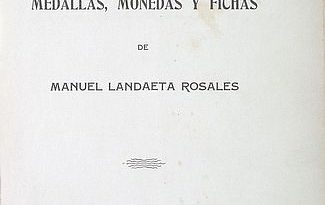 MEDALLAS, MONEDAS Y FICHAS
DE
MANUEL LANDAETA ROSALES